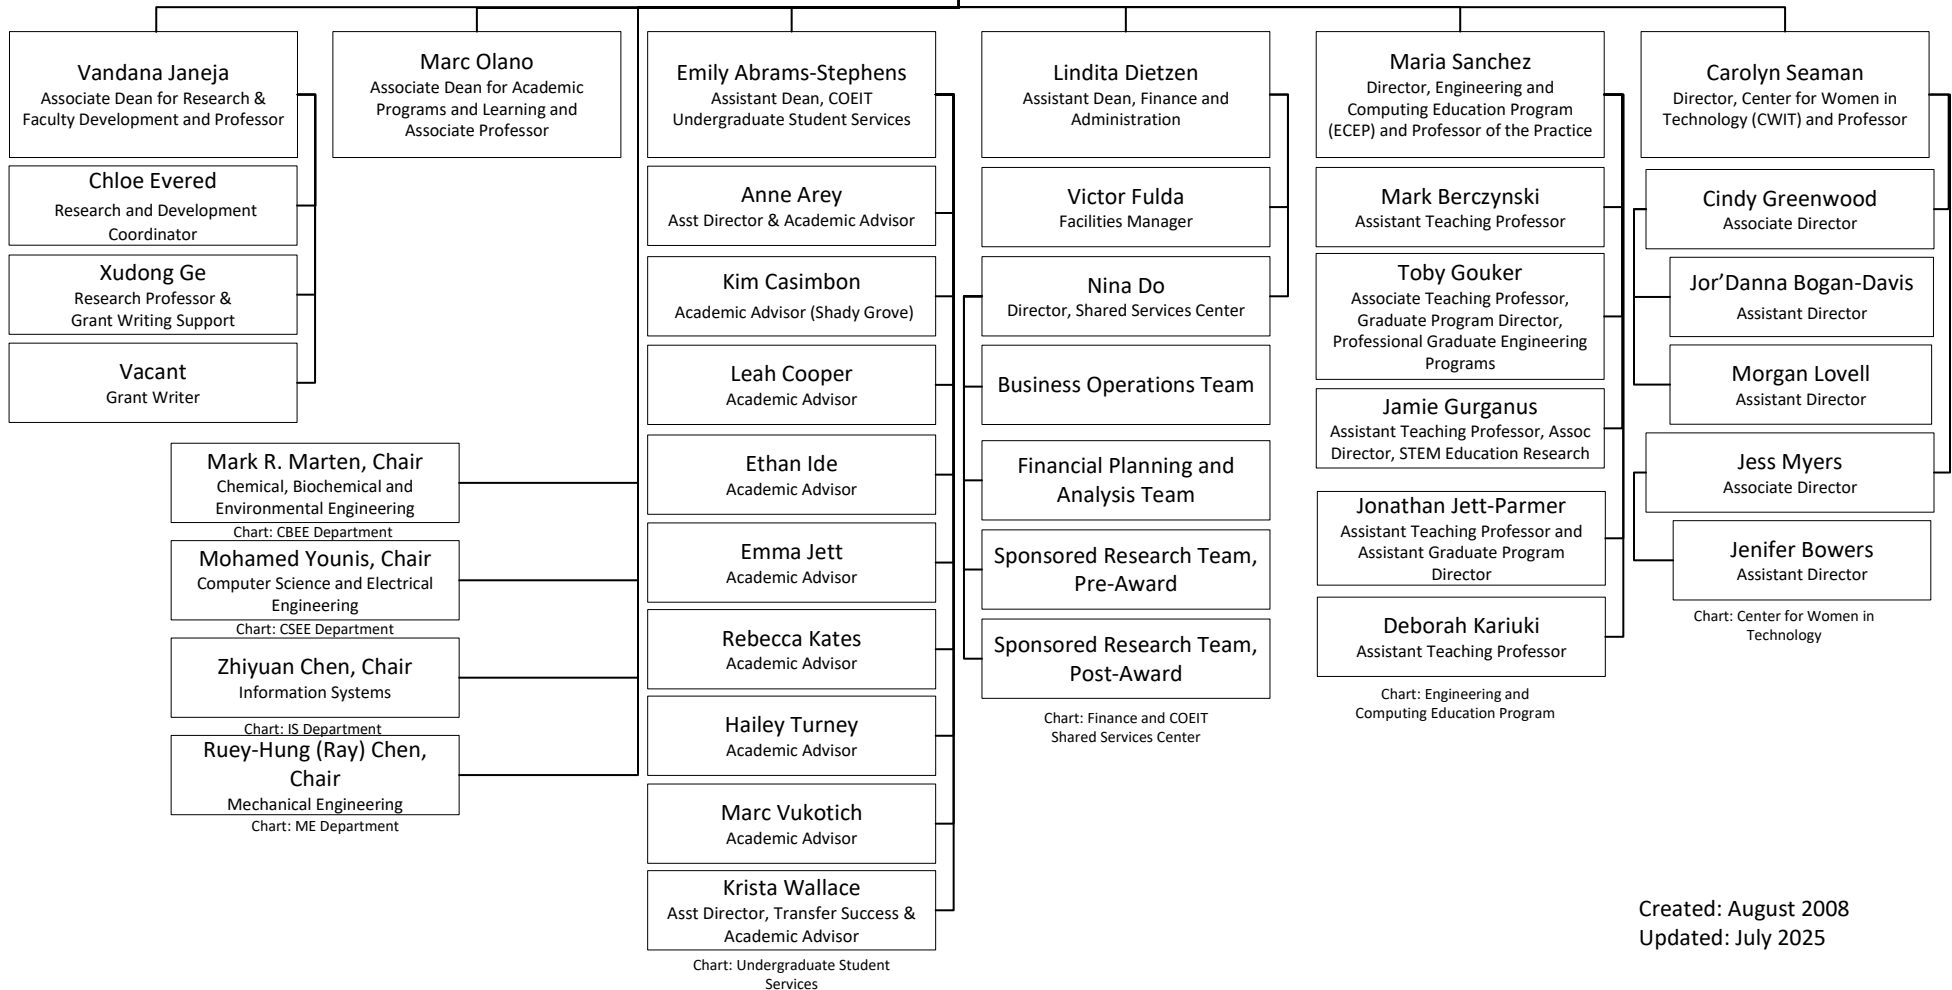 Vandana Janeja
Associate Dean for Research &
Faculty Development and Professor
Chloe Evered
Research and Development
Coordinator
Xudong Ge
Research Professor &
Grant Writing Support
Vacant
Grant Writer
Marc Olano
Associate Dean for Academic
Programs and Learning and
Associate Professor
Mark R. Marten, Chair
Chemical, Biochemical and
Environmental Engineering
Chart: CBEE Department
Mohamed Younis, Chair
Computer Science and Electrical
Engineering
Chart: CSEE Department
Zhiyuan Chen, Chair
Information Systems
Chart: IS Department
Ruey-Hung (Ray) Chen,
Chair
Mechanical Engineering
Chart: ME Department
Emily Abrams-Stephens
Assistant Dean, COEIT
Undergraduate Student Services
Anne Arey
Asst Director & Academic Advisor
Kim Casimbon
Academic Advisor (Shady Grove)
Leah Cooper
Academic Advisor
Ethan Ide
Academic Advisor
Emma Jett
Academic Advisor
Rebecca Kates
Academic Advisor
Hailey Turney
Academic Advisor
Marc Vukotich
Academic Advisor
Krista Wallace
Asst Director, Transfer Success &
Academic Advisor
Chart: Undergraduate Student
Services
Lindita Dietzen
Assistant Dean, Finance and
Administration
Victor Fulda
Facilities Manager
Nina Do
Director, Shared Services Center
Business Operations Team
Financial Planning and
Analysis Team
Sponsored Research Team,
Pre-Award
Sponsored Research Team,
Post-Award
Chart: Finance and COEIT
Shared Services Center
Maria Sanchez
Director, Engineering and
Computing Education Program
(ECEP) and Professor of the Practice
Mark Berczynski
Assistant Teaching Professor
Toby Gouker
Associate Teaching Professor,
Graduate Program Director,
Professional Graduate Engineering
Programs
Jamie Gurganus
Assistant Teaching Professor, Assoc
Director, STEM Education Research
Jonathan Jett-Parmer
Assistant Teaching Professor and
Assistant Graduate Program
Director
Deborah Kariuki
Assistant Teaching Professor
Chart: Engineering and
Computing Education Program
Carolyn Seaman
Director, Center for Women in
Technology (CWIT) and Professor
Cindy Greenwood
Associate Director
Jor’Danna Bogan-Davis
Assistant Director
Morgan Lovell
Assistant Director
Jess Myers
Associate Director
Jenifer Bowers
Assistant Director
Chart: Center for Women in
Technology
Created: August 2008
Updated: July 2025